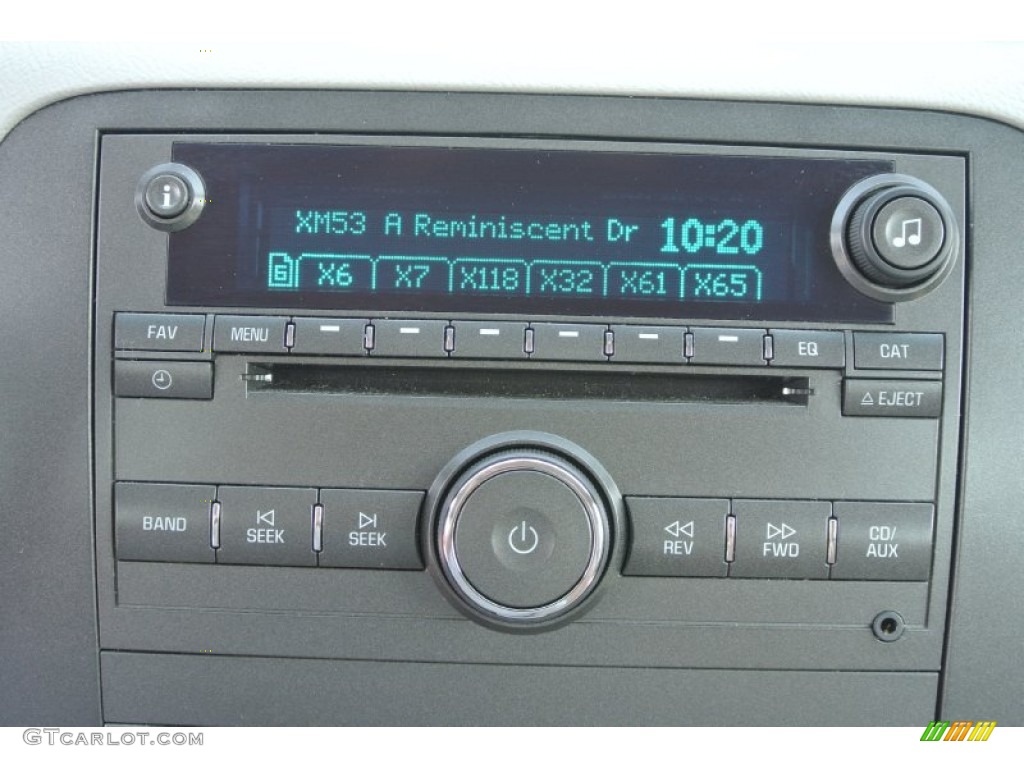 i
XM53 A Reminiscent Dr 10:20
6 X6 X7 X118 X32 X61 X65
FAV MENU EQ CAT
EJECT
BAND SEEK SEEK REV FWD CD/
AUX
GTCARLOT.COM